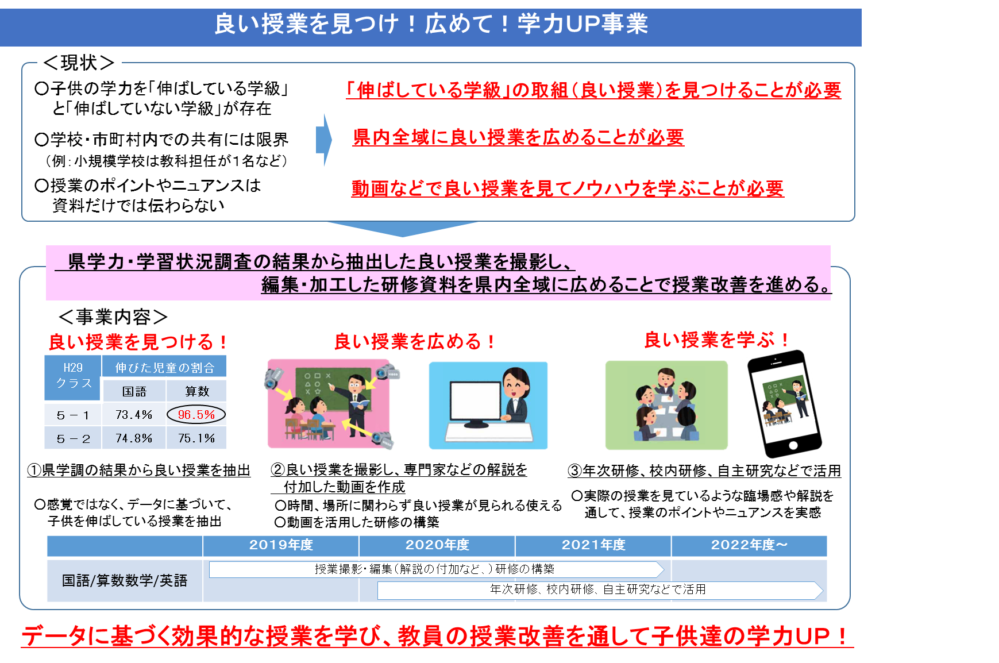 良い授業を見つけ！広めて！学力UP事業
＜現状＞
〇子供の学力を「伸ばしている学級」
と「伸ばしていない学級」が存在
〇学校・市町村内での共有には限界
（例：小規模学校は教科担任が1名など）
〇授業のポイントやニュアンスは
資料だけでは伝わらない
「伸ばしている学級」の取組（良い授業）を見つけることが必要
県内全域に良い授業を広めることが必要
動画などで良い授業を見てノウハウを学ぶことが必要
県学力・学習状況調査の結果から抽出した良い授業を撮影し、
編集・加工した研修資料を県内全域に広めることで授業改善を進める。
＜事業内容＞
良い授業を見つける！
H29
クラス
伸びた児童の割合
国語 算数
５－１ 73.4% 96.5%
５－２ 74.8% 75.1%
①県学調の結果から良い授業を抽出
〇感覚ではなく、データに基づいて、
子供を伸ばしている授業を抽出
良い授業を広める！
②良い授業を撮影し、専門家などの解説を
付加した動画を作成
〇時間、場所に関わらず良い授業が見られる使える
〇動画を活用した研修の構築
良い授業を学ぶ！
③年次研修、校内研修、自主研究などで活用
〇実際の授業を見ているような臨場感や解説を
通して、授業のポイントやニュアンスを実感
2019年度 2020年度 2021年度 2022年度～
国語/算数数学/英語
授業撮影・編集（解説の付加など、）研修の構築
年次研修、校内研修、自主研究などで活用
データに基づく効果的な授業を学び、教員の授業改善を通して子供達の学力UP！